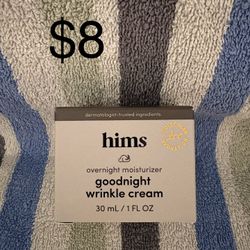 $8
dermatologist-trusted ingredients
hims
overnight moisturizer
goodnight
wrinkle cream
30 mL / 1 FL OZ